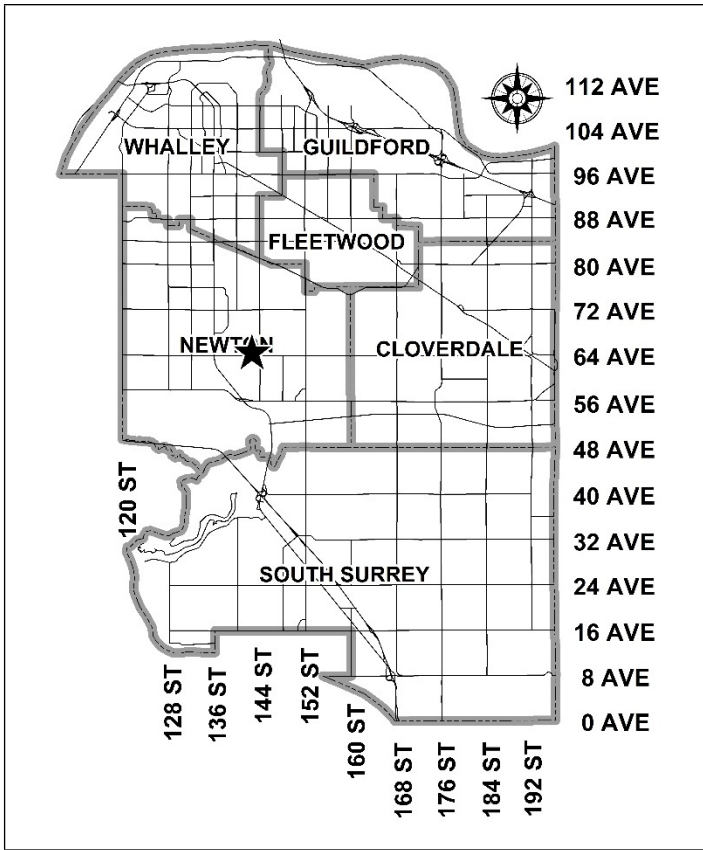 112 AVE
104 AVE
WHALLEY
GUILDFORD
96 AVE
88 AVE
FLEETWOOD
80 AVE
72 AVE
NEWTON
CLOVERDALE
64 AVE
56 AVE
48 AVE
120 ST
40 AVE
32 AVE
SOUTH SURREY
24 AVE
16 AVE
8 AVE
0 AVE
128 ST
136 ST
144 ST
152 ST
160 ST
168 ST
176 ST
184 ST
192 ST